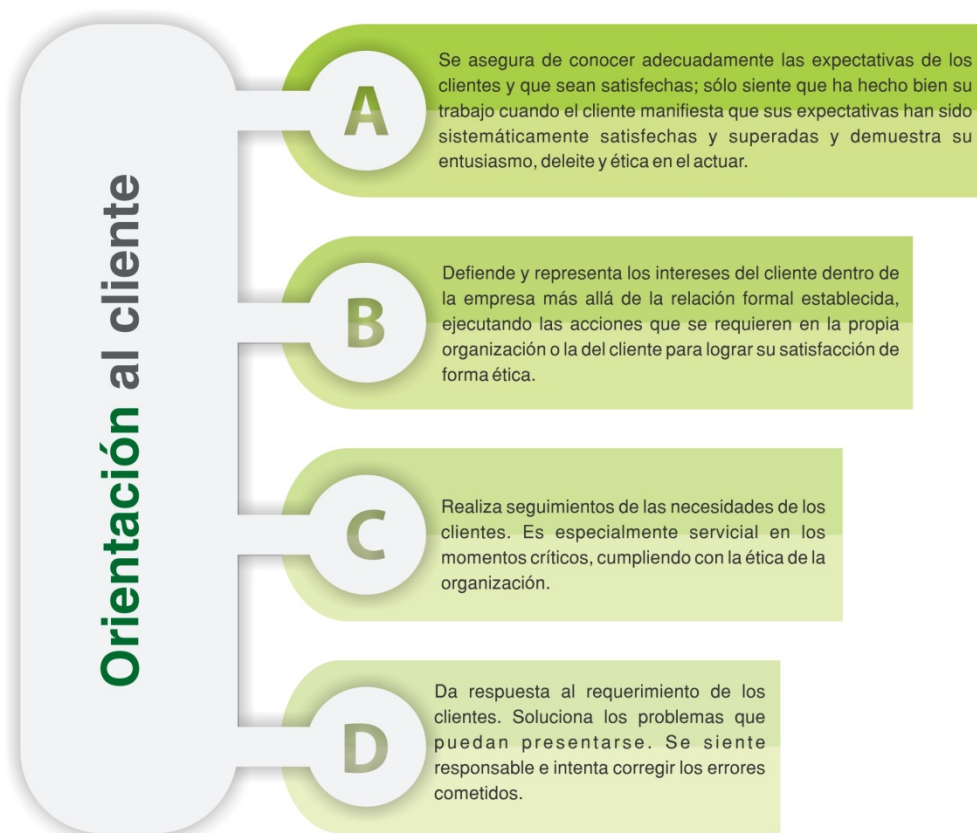 Orientación al cliente
A
Se asegura de conocer adecuadamente las expectativas de los
clientes y que sean satisfechas; sólo siente que ha hecho bien su
trabajo cuando el cliente manifiesta que sus expectativas han sido
sistemáticamente satisfechas y superadas y demuestra su
entusiasmo, deleite y ética en el actuar.
B
Defiende y representa los intereses del cliente dentro de
la empresa más allá de la relación formal establecida,
ejecutando las acciones que se requieren en la propia
organización o la del cliente para lograr su satisfacción de
forma ética.
C
Realiza seguimientos de las necesidades de los
clientes. Es especialmente servicial en los
momentos críticos, cumpliendo con la ética de la
organización.
D
Da respuesta al requerimiento de los
clientes. Soluciona los problemas que
puedan presentarse. Se siente
responsable e intenta corregir los errores
cometidos.